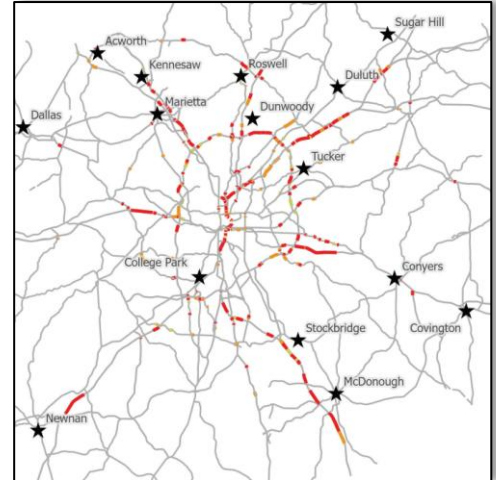 Sugar Hill
Acworth
Kennesaw
Roswell
Duluth
Marietta
Dunwoody
Dallas
Tucker
College Park
Conyers
Covington
Stockbridge
McDonough
Newnan